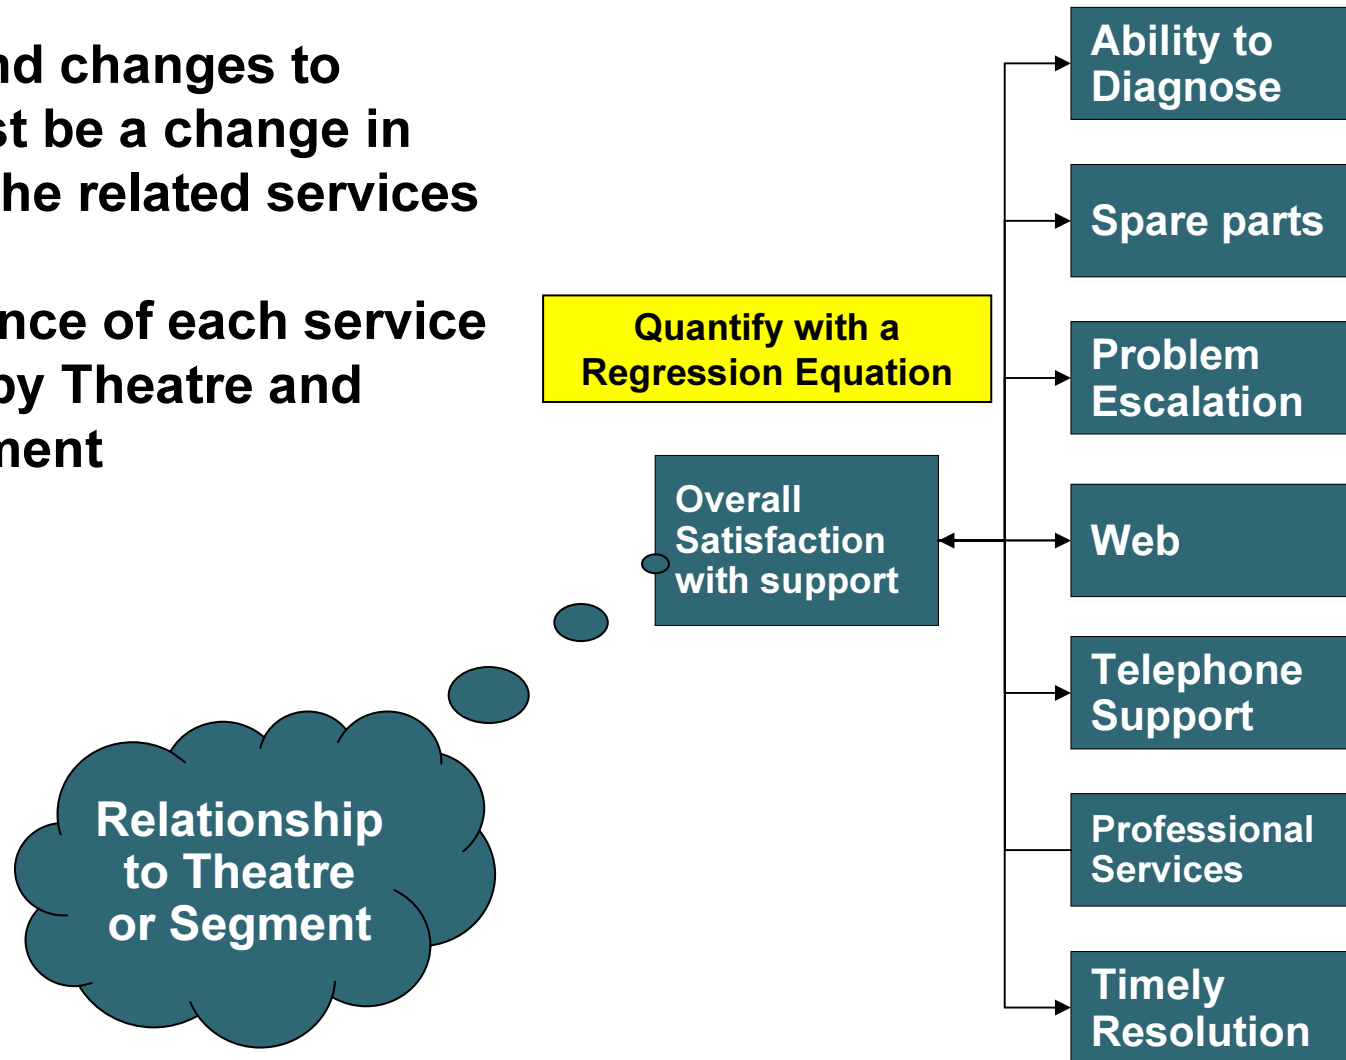 nd changes to
st be a change in
he related services
nce of each service
by Theatre and
ment
Quantify with a
Regression Equation
Overall
Satisfaction
with support
Relationship
to Theatre
or Segment
Ability to
Diagnose
Spare parts
Problem
Escalation
Web
Telephone
Support
Professional
Services
Timely
Resolution